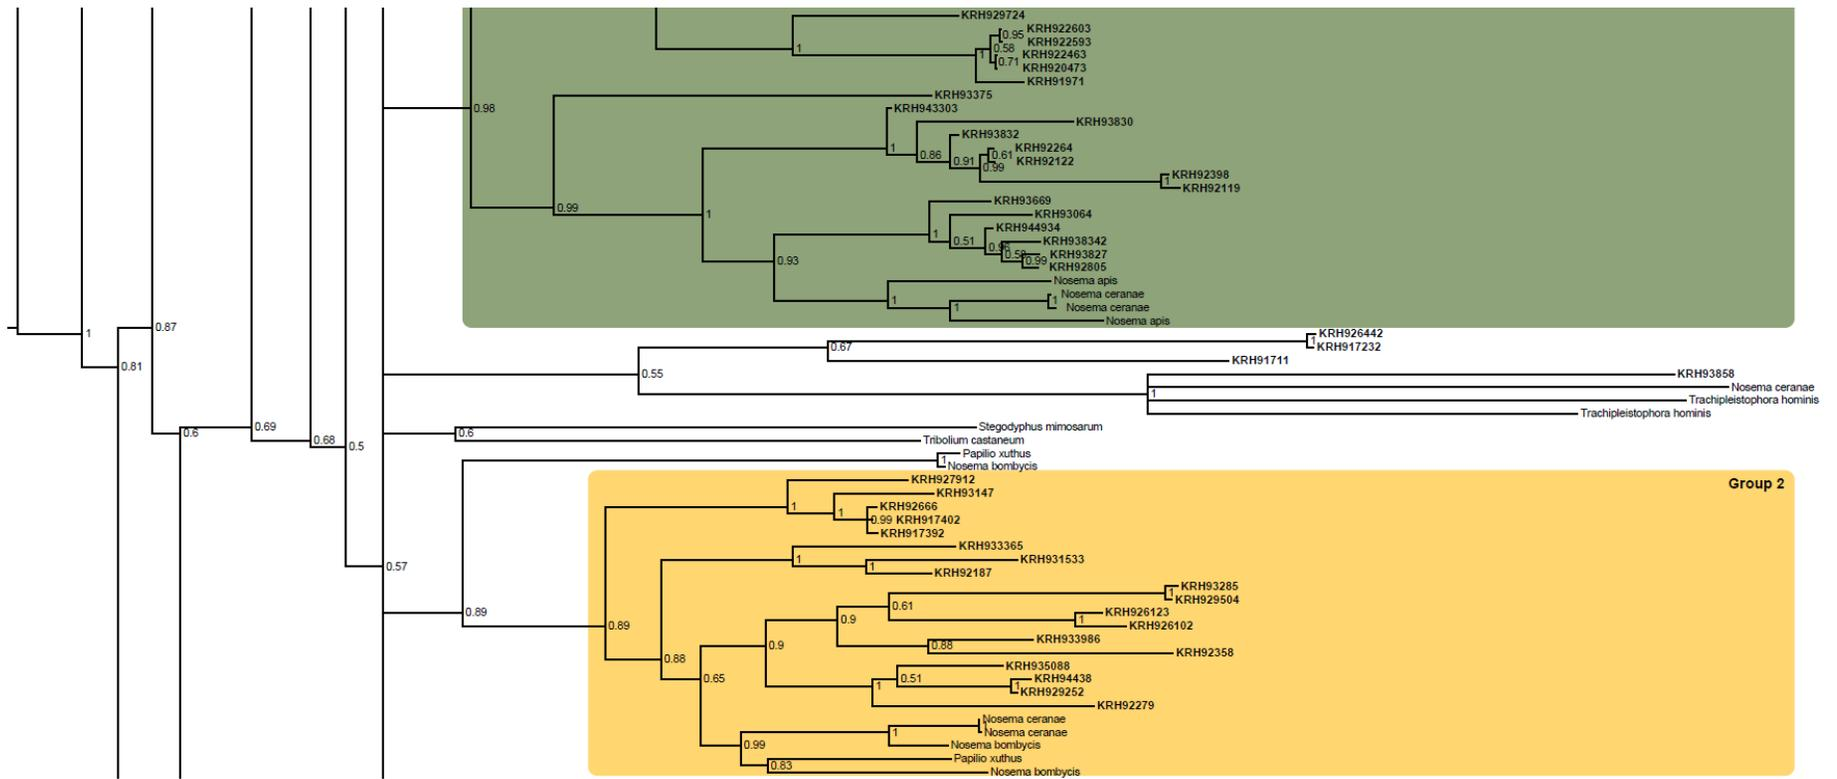 KRH929724
0.95 KRH922603
KRH922593
1 0.58 KRH922463
1 0.71 KRH920473
KRH91971
KRH93375
0.98 KRH943303
KRH93830
KRH93832
1 0.86 0.91 0.61 KRH92264
KRH92122
0.99
KRH92398
1 KRH92119
KRH93669
0.99 1 KRH93064
KRH944934
1 0.51 0.96 KRH938342
0.93 0.99 KRH93827
KRH92805
Nosema apis
1 1 1 Nosema ceranae
Nosema ceranae
Nosema apis
0.87
1 KRH926442
0.67 1 KRH917232
KRH91711
0.81 0.55 KRH93858
1 Nosema ceranae
Trachipleistophora hominis
Trachipleistophora hominis
0.6 0.69 0.6 Stegodyphus mimosarum
0.68 0.5 Tribolium castaneum
Papilio xuthus
1 Nosema bombycis
Group 2
KRH927912
KRH93147
1 1 KRH92666
0.99 KRH917402
KRH917392
KRH933365
1 KRH931533
0.57 1 KRH92187
KRH93285
1 KRH929504
0.89 0.61 KRH926123
0.89 0.9 1 KRH926102
KRH933986
0.9 0.88 KRH92358
0.88 KRH935088
0.65 1 0.51 KRH94438
1 KRH929252
KRH92279
Nosema ceranae
1 Nosema ceranae
0.99 Nosema bombycis
Papilio xuthus
0.83 Nosema bombycis